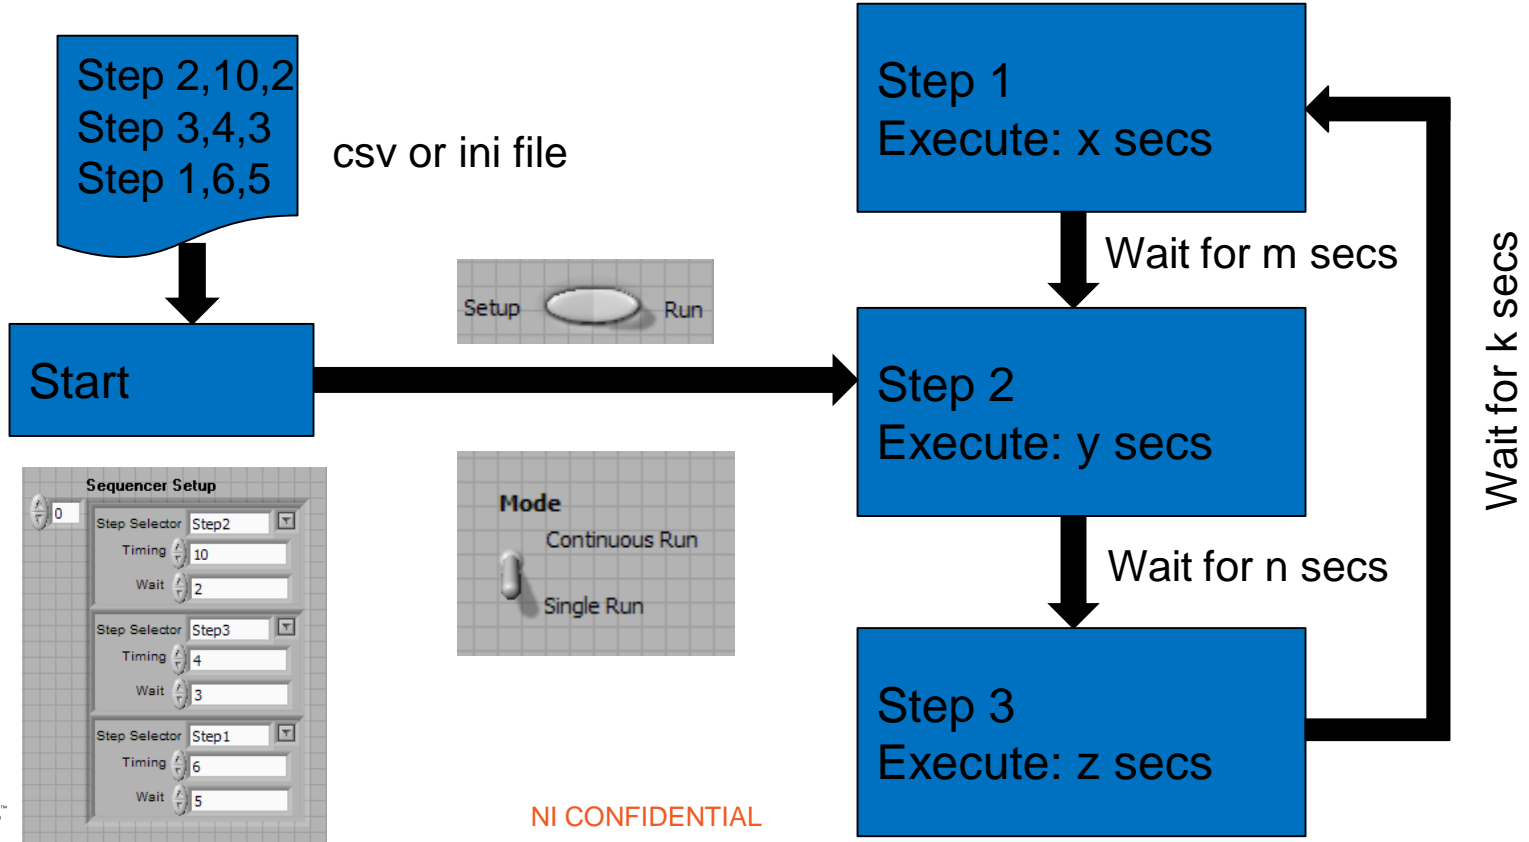 Step 2,10,2
Step 3,4,3
Step 1,6,5
csv or ini file
Start
Setup
Run
Sequencer Setup
0
Step Selector Step2
Timing 10
Wait 2
Step Selector Step3
Timing 4
Wait 3
Step Selector Step1
Timing 6
Wait 5
Mode
Continuous Run
Single Run
Step 1
Execute: x secs
Wait for m secs
Step 2
Execute: y secs
Wait for n secs
Step 3
Execute: z secs
Wait for k secs
NI CONFIDENTIAL
™